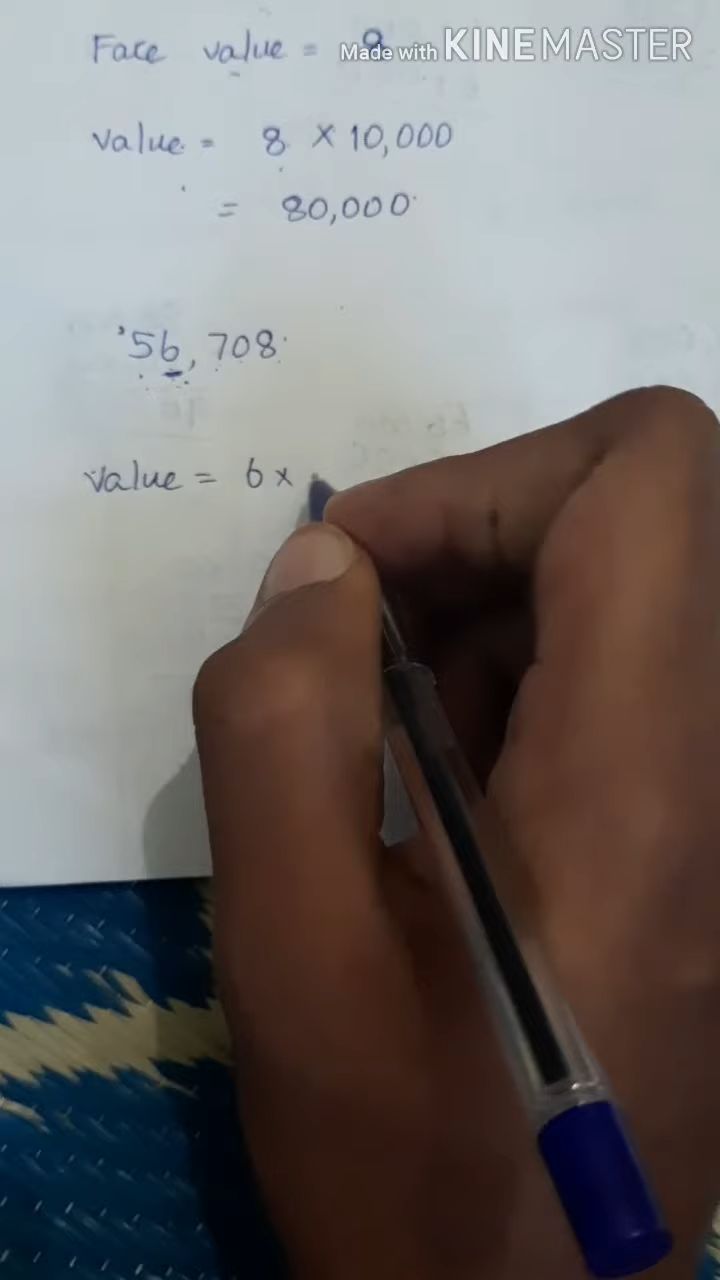 Face value = 8
Made with KINEMASTER
value = 8 × 10,000
= 80,000
56,708
value = 6 ×